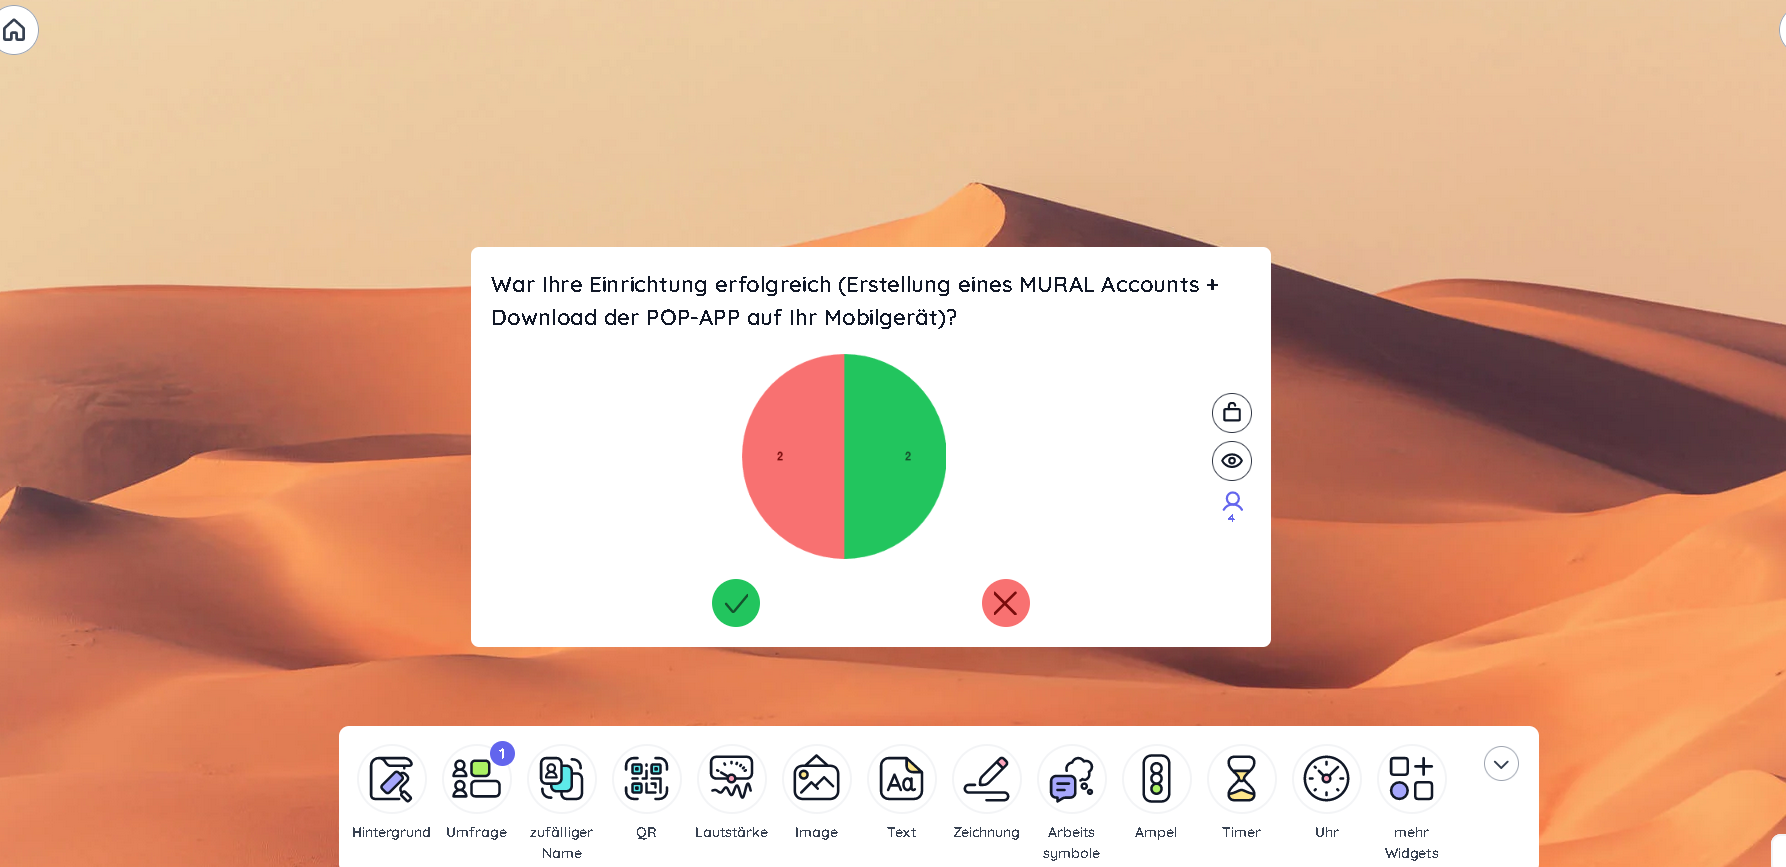 War Ihre Einrichtung erfolgreich (Erstellung eines MURAL Accounts +
Download der POP-APP auf Ihr Mobilgerät)?
2 2
4
1
Aa
Hintergrund Umfrage zufälliger QR Lautstärke Image Text Zeichnung Arbeits Ampel Timer Uhr mehr
Name symbole Widgets